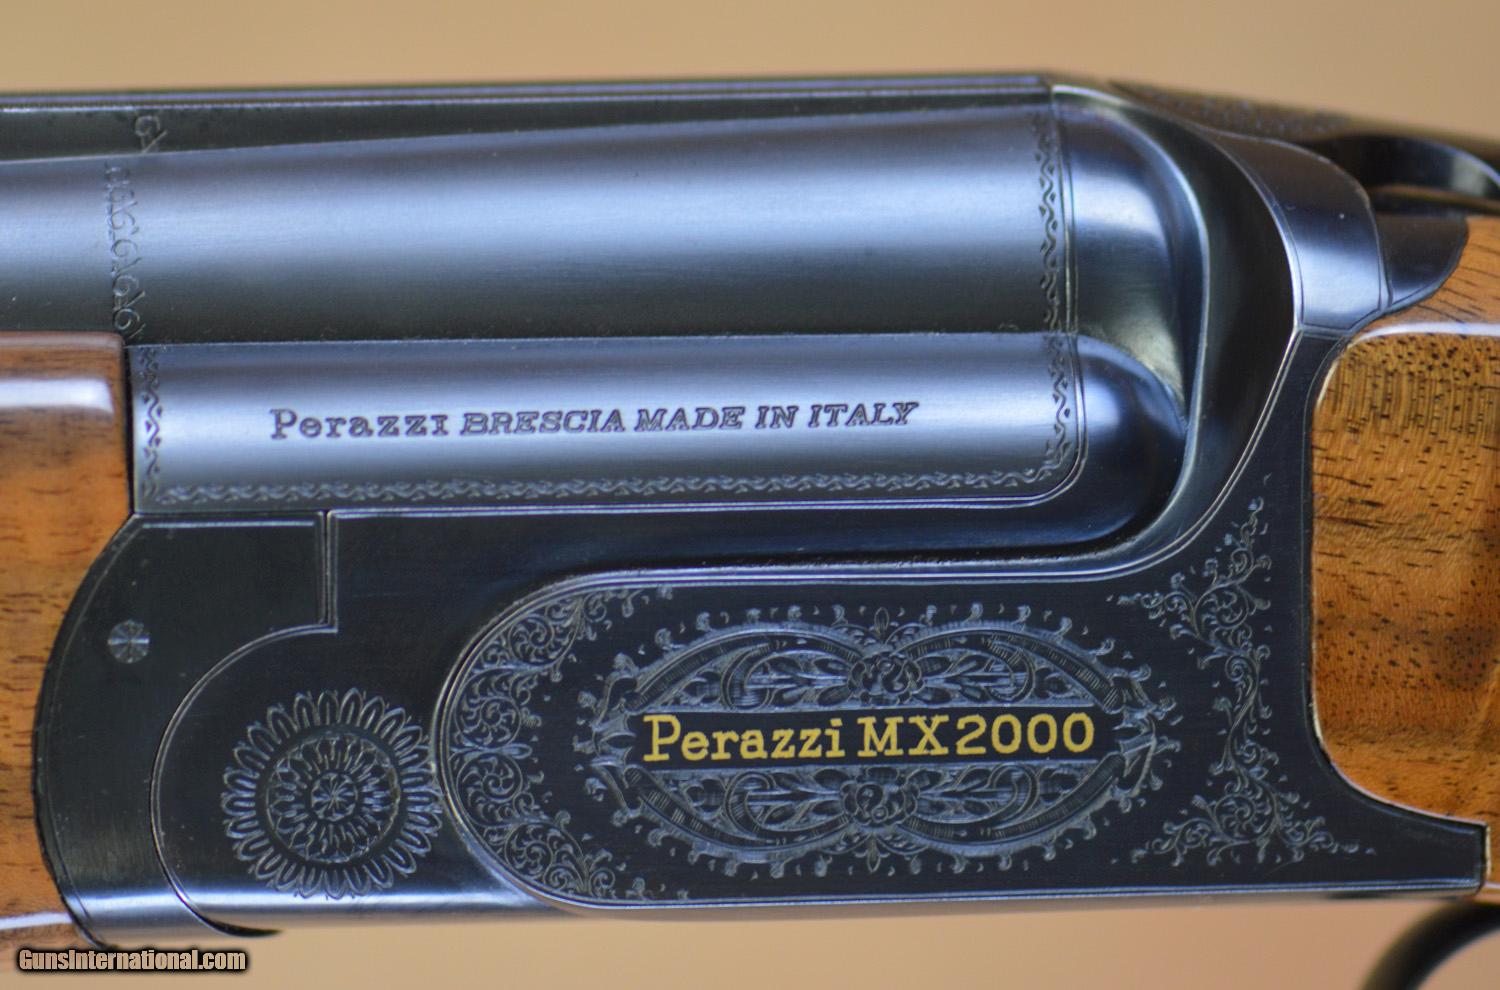 Perazzi BRESCIA MADE IN ITALY
Perazzi MX2000
GunsInternational.com